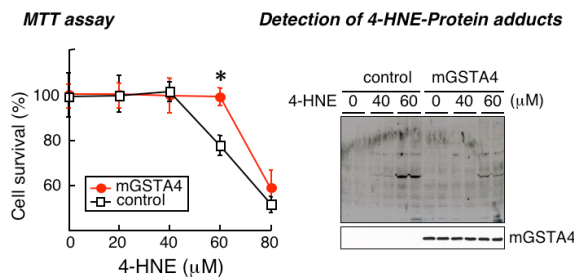 MTT assay
Detection of 4-HNE-Protein adducts
Cell survival (%)
100
80
60
*
mGSTA4
control
0 20 40 60 80
4-HNE (μM)
control mGSTA4
4-HNE 0 40 60 0 40 60 (μM)
mGSTA4